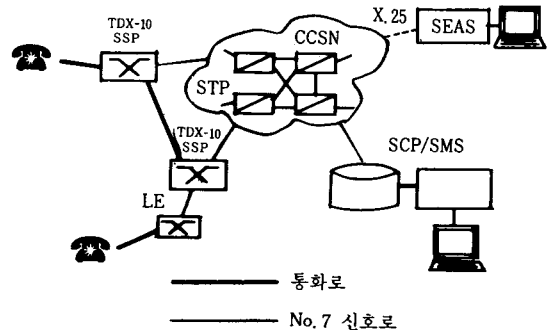 TDX-10
SSP
CCSN
STP
X.25
SEAS
TDX-10
SSP
SCP/SMS
LE
통화로
No. 7 신호로